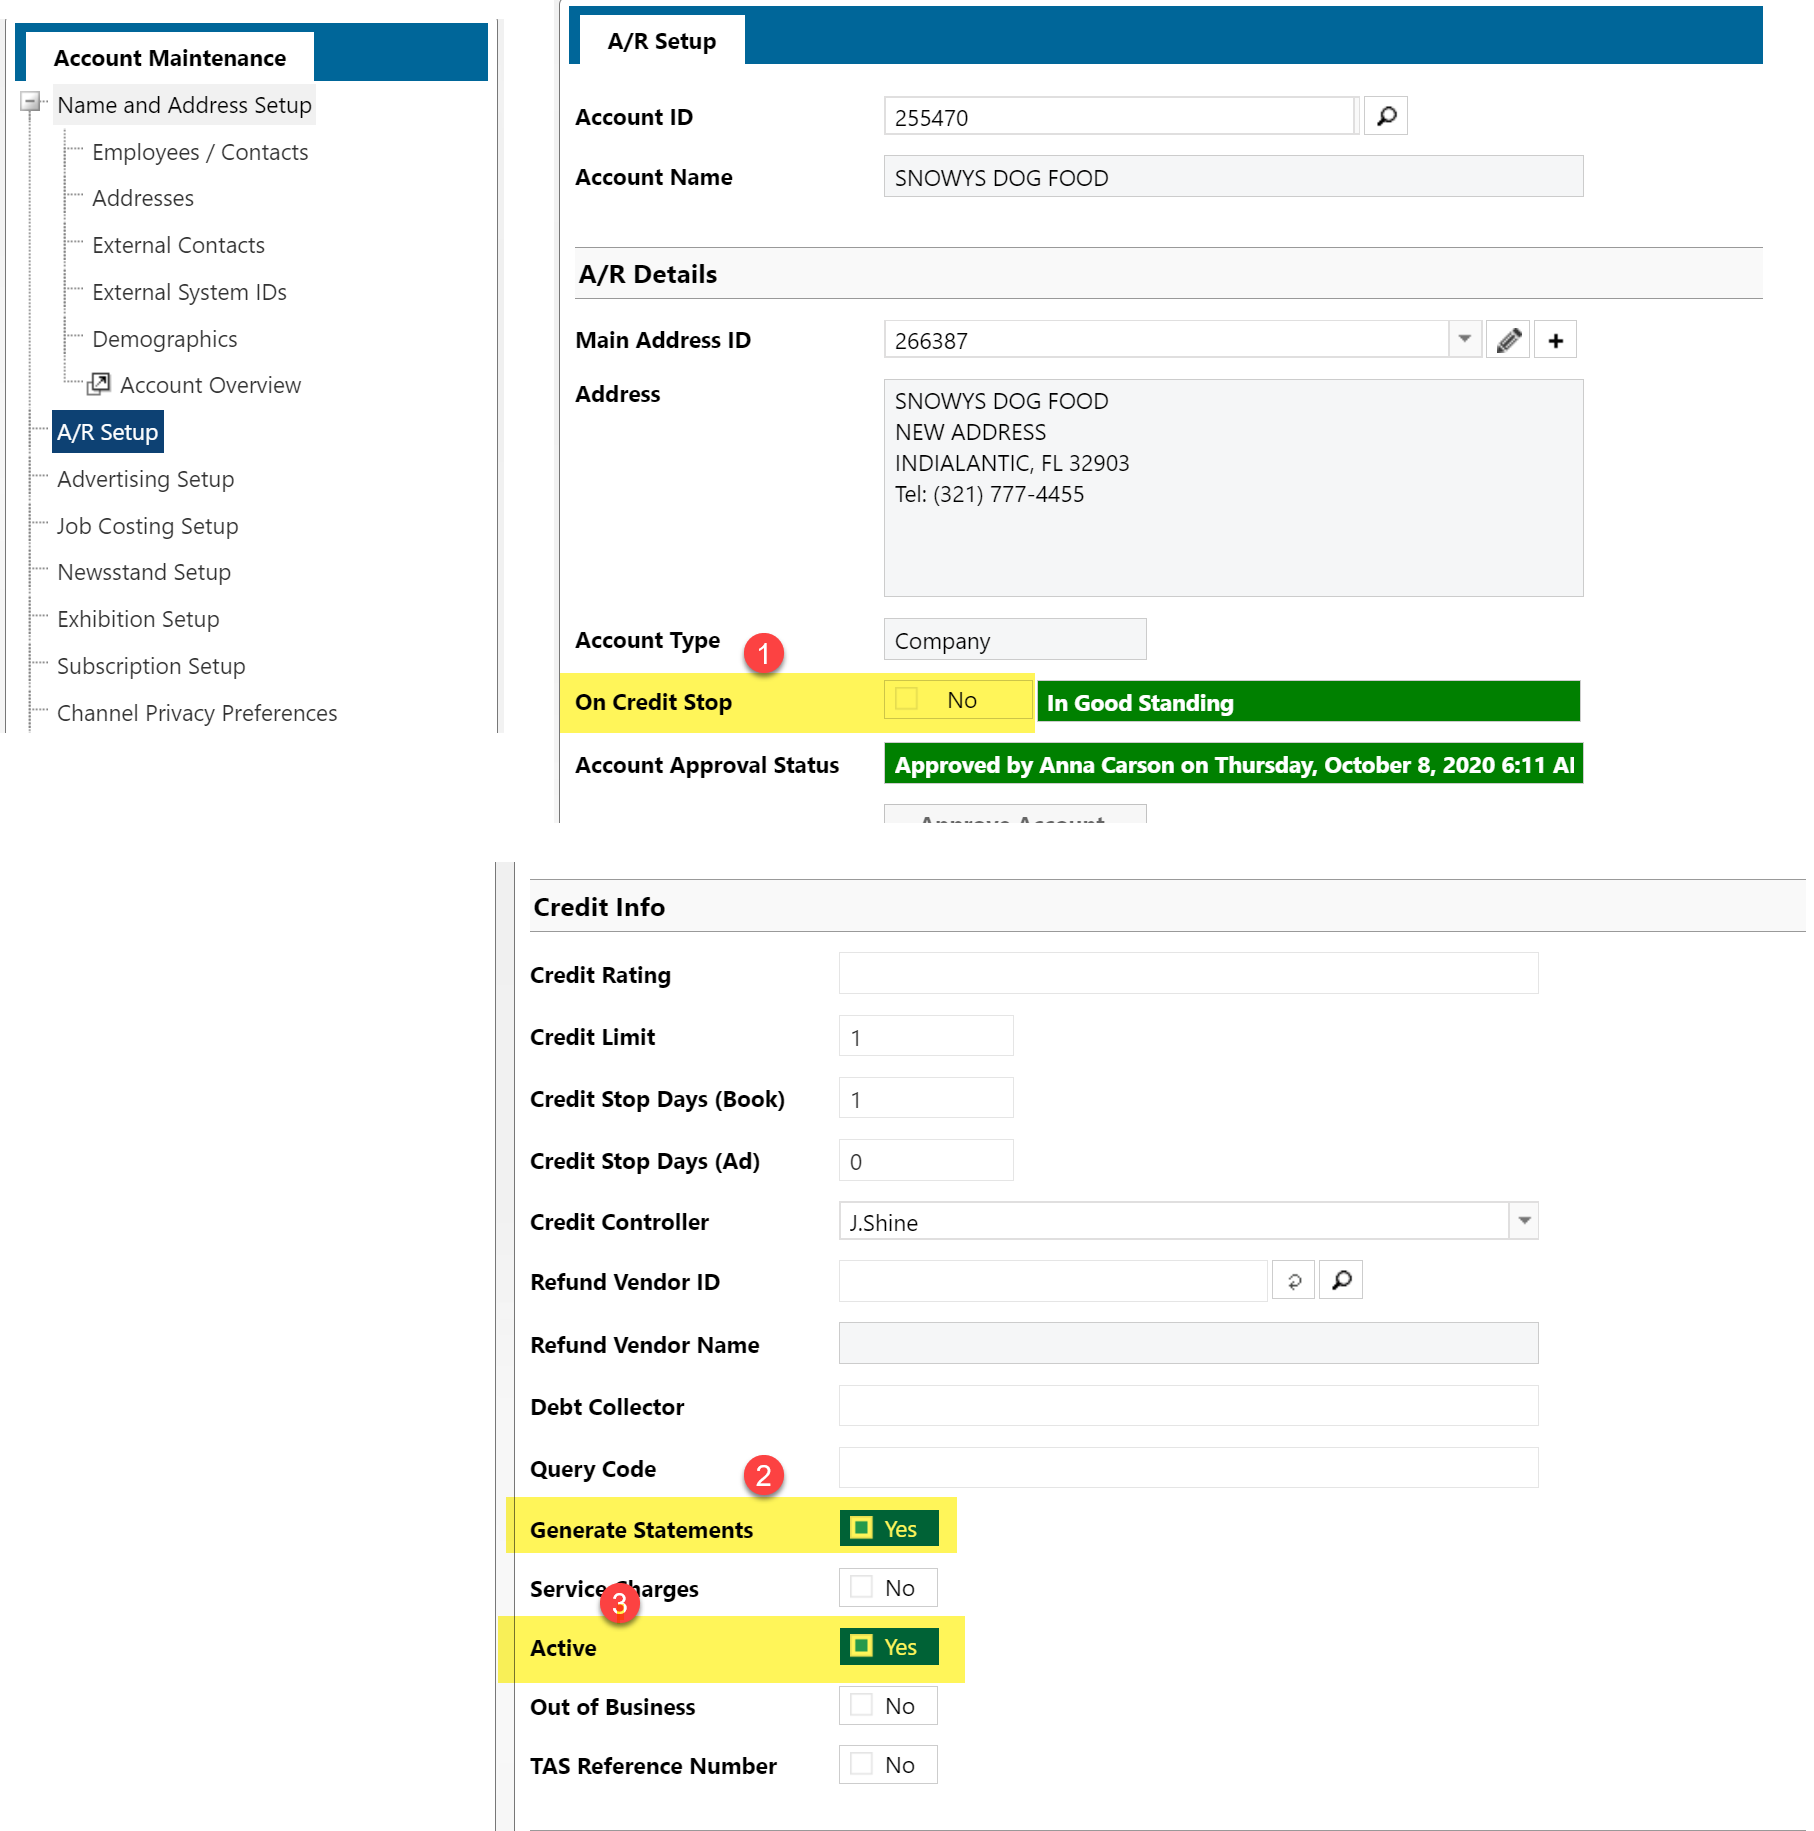 Account Maintenance
Name and Address Setup
Employees / Contacts
Addresses
External Contacts
External System IDs
Demographics
Account Overview
A/R Setup
Advertising Setup
Job Costing Setup
Newsstand Setup
Exhibition Setup
Subscription Setup
Channel Privacy Preferences
A/R Setup
Account ID 255470
Account Name SNOWYS DOG FOOD
A/R Details
Main Address ID 266387
Address SNOWYS DOG FOOD
NEW ADDRESS
INDIALANTIC, FL 32903
Tel: (321) 777-4455
Account Type Company
1
On Credit Stop No In Good Standing
Account Approval Status Approved by Anna Carson on Thursday, October 8, 2020 6:11 A
Approve Account
Credit Info
Credit Rating
Credit Limit 1
Credit Stop Days (Book) 1
Credit Stop Days (Ad) 0
Credit Controller J.Shine
Refund Vendor ID
Refund Vendor Name
Debt Collector
Query Code
2
Generate Statements Yes
Service Charges No
3
Active Yes
Out of Business No
TAS Reference Number No